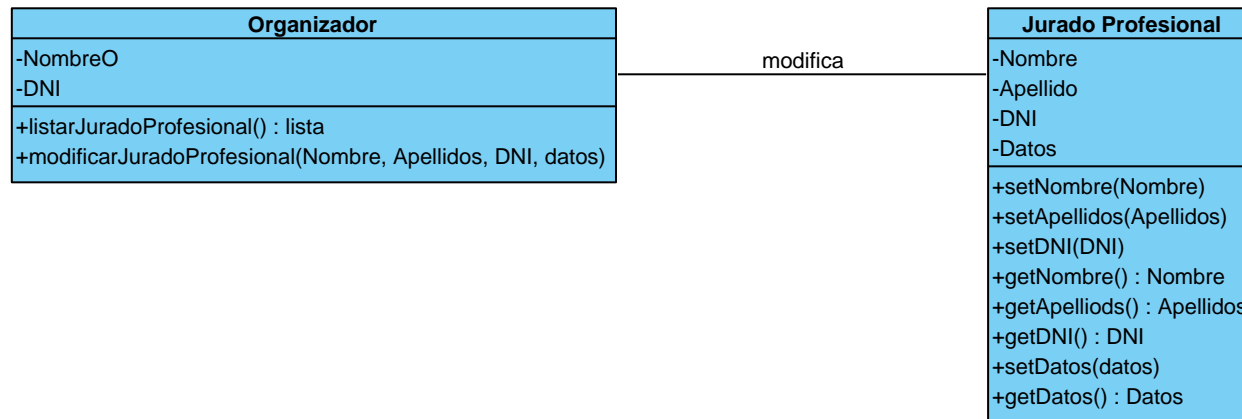 Organizador
-NombreO
-DNI
+listarJuradoProfesional() : lista
+modificarJuradoProfesional(Nombre, Apellidos, DNI, datos)
modifica
Jurado Profesional
-Nombre
-Apellido
-DNI
-Datos
+setNombre(Nombre)
+setApellidos(Apellidos)
+setDNI(DNI)
+getNombre() : Nombre
+getApelliods() : Apellidos
+getDNI() : DNI
+setDatos(datos)
+getDatos() : Datos